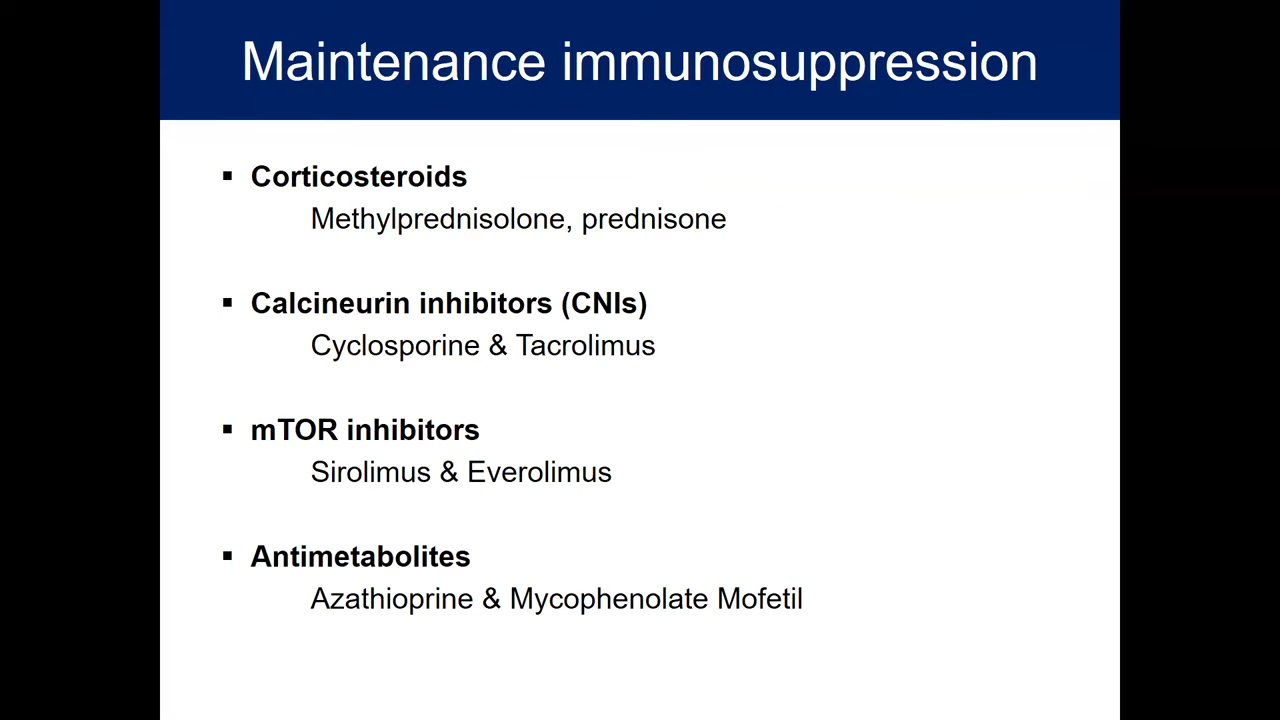 Maintenance immunosuppression
▪ Corticosteroids
Methylprednisolone, prednisone
▪ Calcineurin inhibitors (CNIs)
Cyclosporine & Tacrolimus
▪ mTOR inhibitors
Sirolimus & Everolimus
▪ Antimetabolites
Azathioprine & Mycophenolate Mofetil